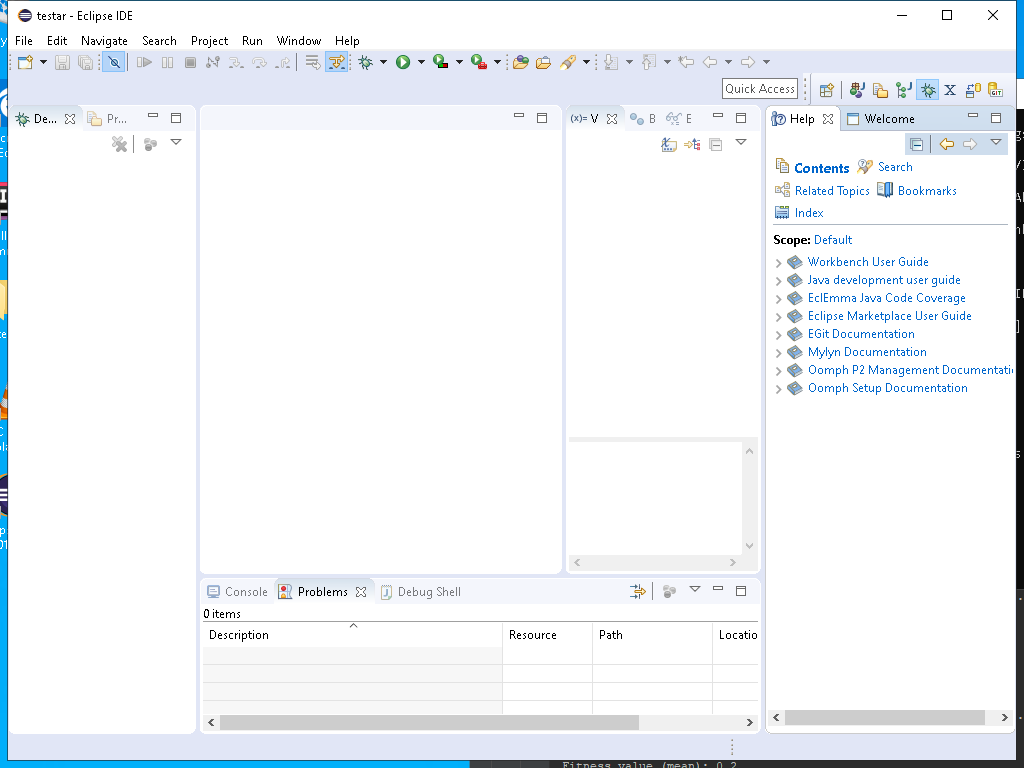 testar - Eclipse IDE
File Edit Navigate Search Project Run Window Help
Quick Access
De... Pr...
(x)= V B E
Help Welcome
Contents Search
Related Topics Bookmarks
Index
Scope: Default
Workbench User Guide
Java development user guide
EclEmma Java Code Coverage
Eclipse Marketplace User Guide
EGit Documentation
Mylyn Documentation
Oomph P2 Management Documentati
Oomph Setup Documentation
Console Problems Debug Shell
0 items
Description Resource Path Locatio
Fitness value (mean): 0.2